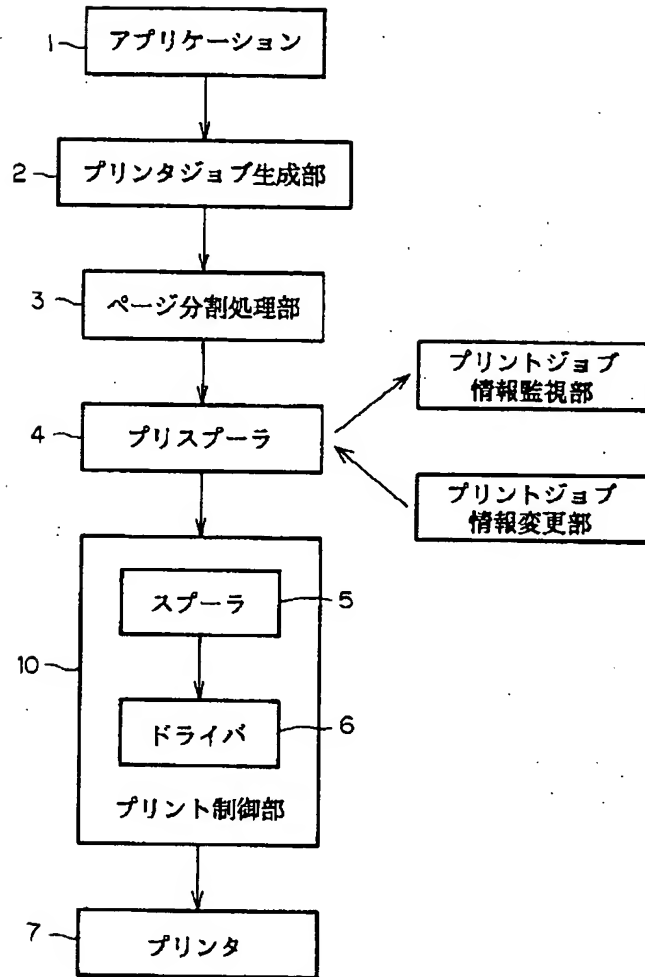 1 アプリケーション
2 プリンタジョブ生成部
3 ページ分割処理部
4 プリスプーラ
プリントジョブ
情報監視部
プリントジョブ
情報変更部
スプーラ 5
10
ドライバ 6
プリント制御部
7 プリンタ